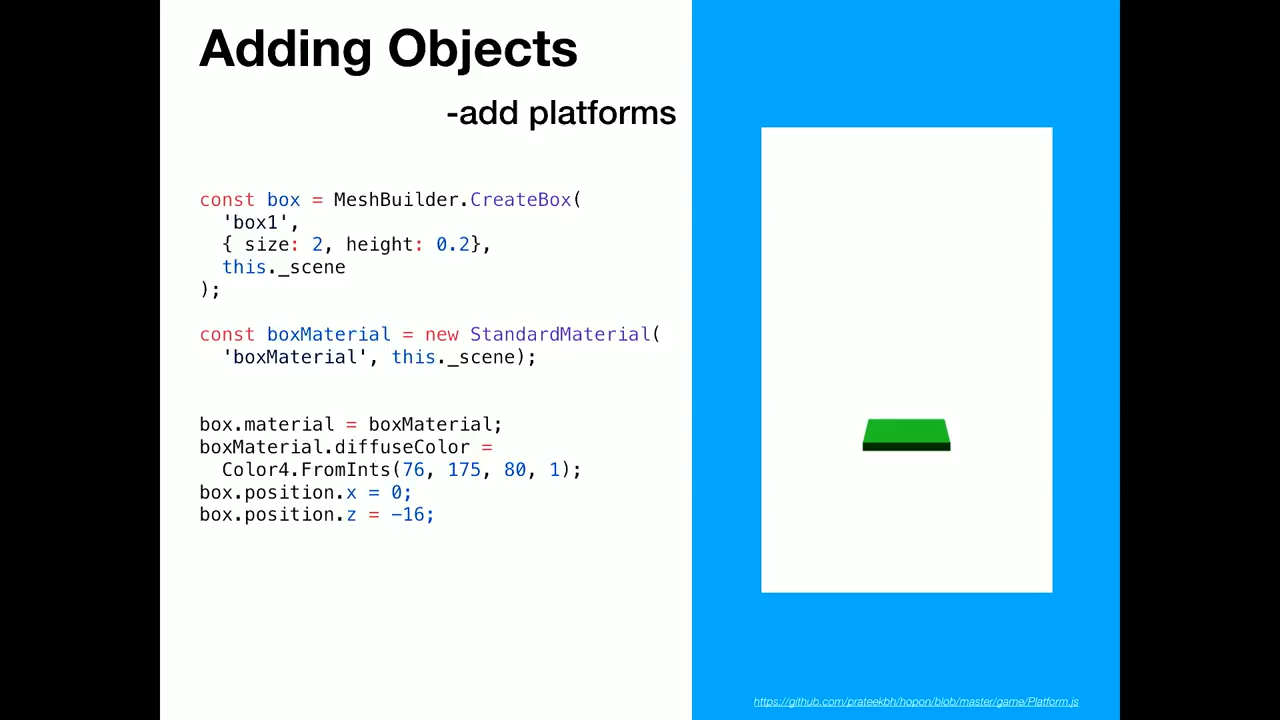 Adding Objects
-add platforms
const box = MeshBuilder.CreateBox(
  'box1',
  { size: 2, height: 0.2},
  this._scene
);
const boxMaterial = new StandardMaterial(
  'boxMaterial', this._scene);
box.material = boxMaterial;
boxMaterial.diffuseColor =
  Color4.FromInts(76, 175, 80, 1);
box.position.x = 0;
box.position.z = -16;
https://github.com/prateekbh/hopon/blob/master/game/Platform.js